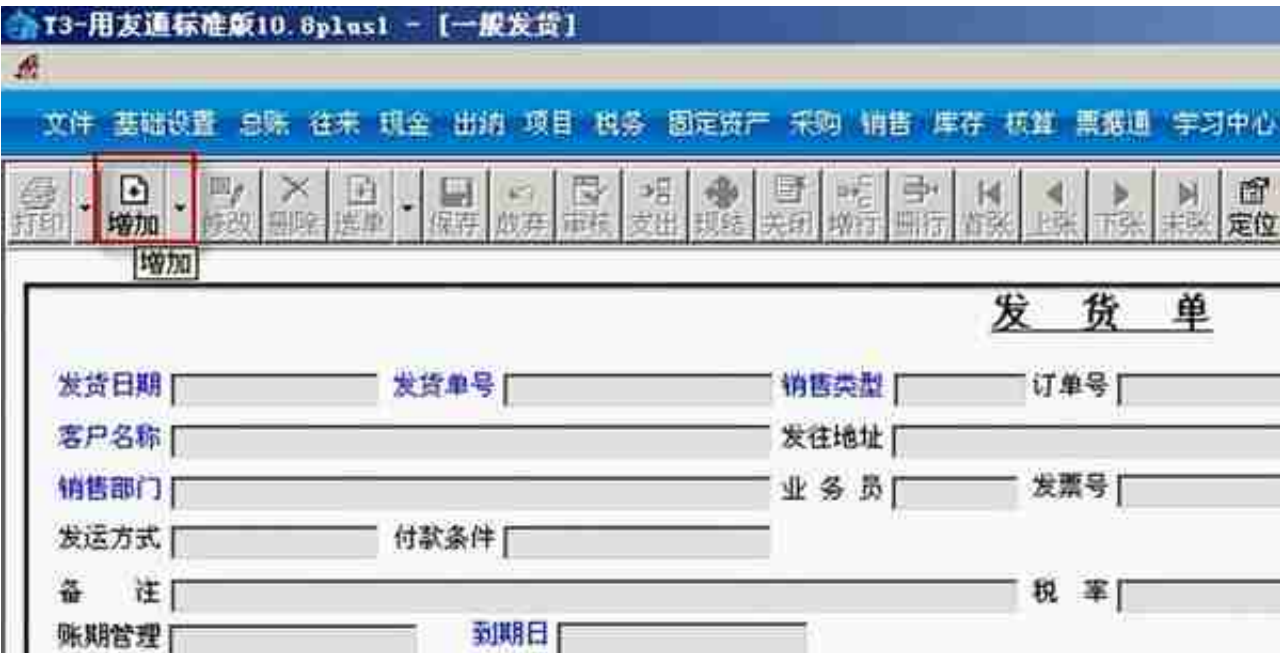 T3-用友通标准版10.8plus1 - [一般发货]
文件 基础设置 总账 往来 现金 出纳 项目 税务 固定资产 采购 销售 库存 核算 票据通 学习中心
打印 增加 修改 删除 选单 保存 放弃 审核 支出 现结 关闭 增行 删行 首张 上张 下张 末张 定位
增加
发 货 单
发货日期 发货单号 销售类型 订单号
客户名称 发往地址
销售部门 业 务 员 发票号
发运方式 付款条件
备 注 税 率
账期管理 到期日